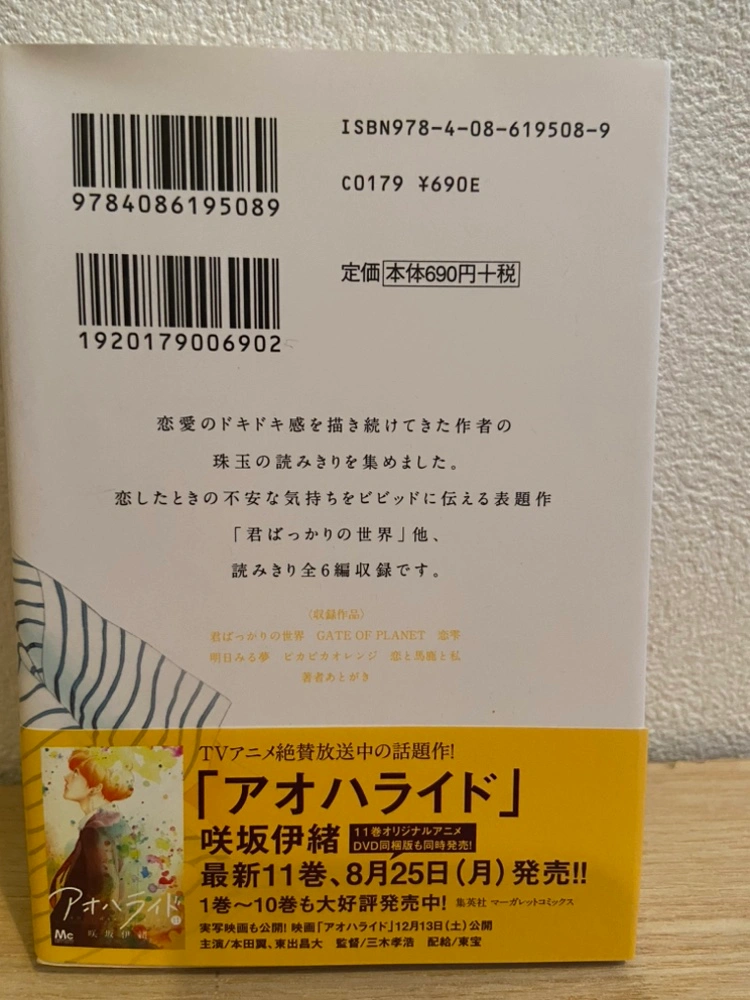 ISBN978-4-08-619508-9
9784086195089
C0179 ¥690E
定価 本体690円+税
1920179006902
恋愛のドキドキ感を描き続けてきた作者の
珠玉の読みきりを集めました。
恋したときの不安な気持ちをビビッドに伝える表題作
「君ばっかりの世界」他、
読みきり全6編収録です。
〈収録作品〉
君ばっかりの世界 GATE OF PLANET 恋雫
明日みる夢 ピカピカオレンジ 恋と馬鹿と私
著者あとがき
TVアニメ絶賛放送中の話題作!
「アオハライド」
咲坂伊緒 11巻オリジナルアニメ
DVD同梱版も同時発売!
最新11巻、8月25日(月)発売!!
1巻〜10巻も大好評発売中! 集英社 マーガレットコミックス
実写映画も公開! 映画「アオハライド」12月13日(土)公開
主演/本田翼、東出昌大 監督/三木孝浩 配給/東宝
アオハライド
Mc 咲坂伊緒